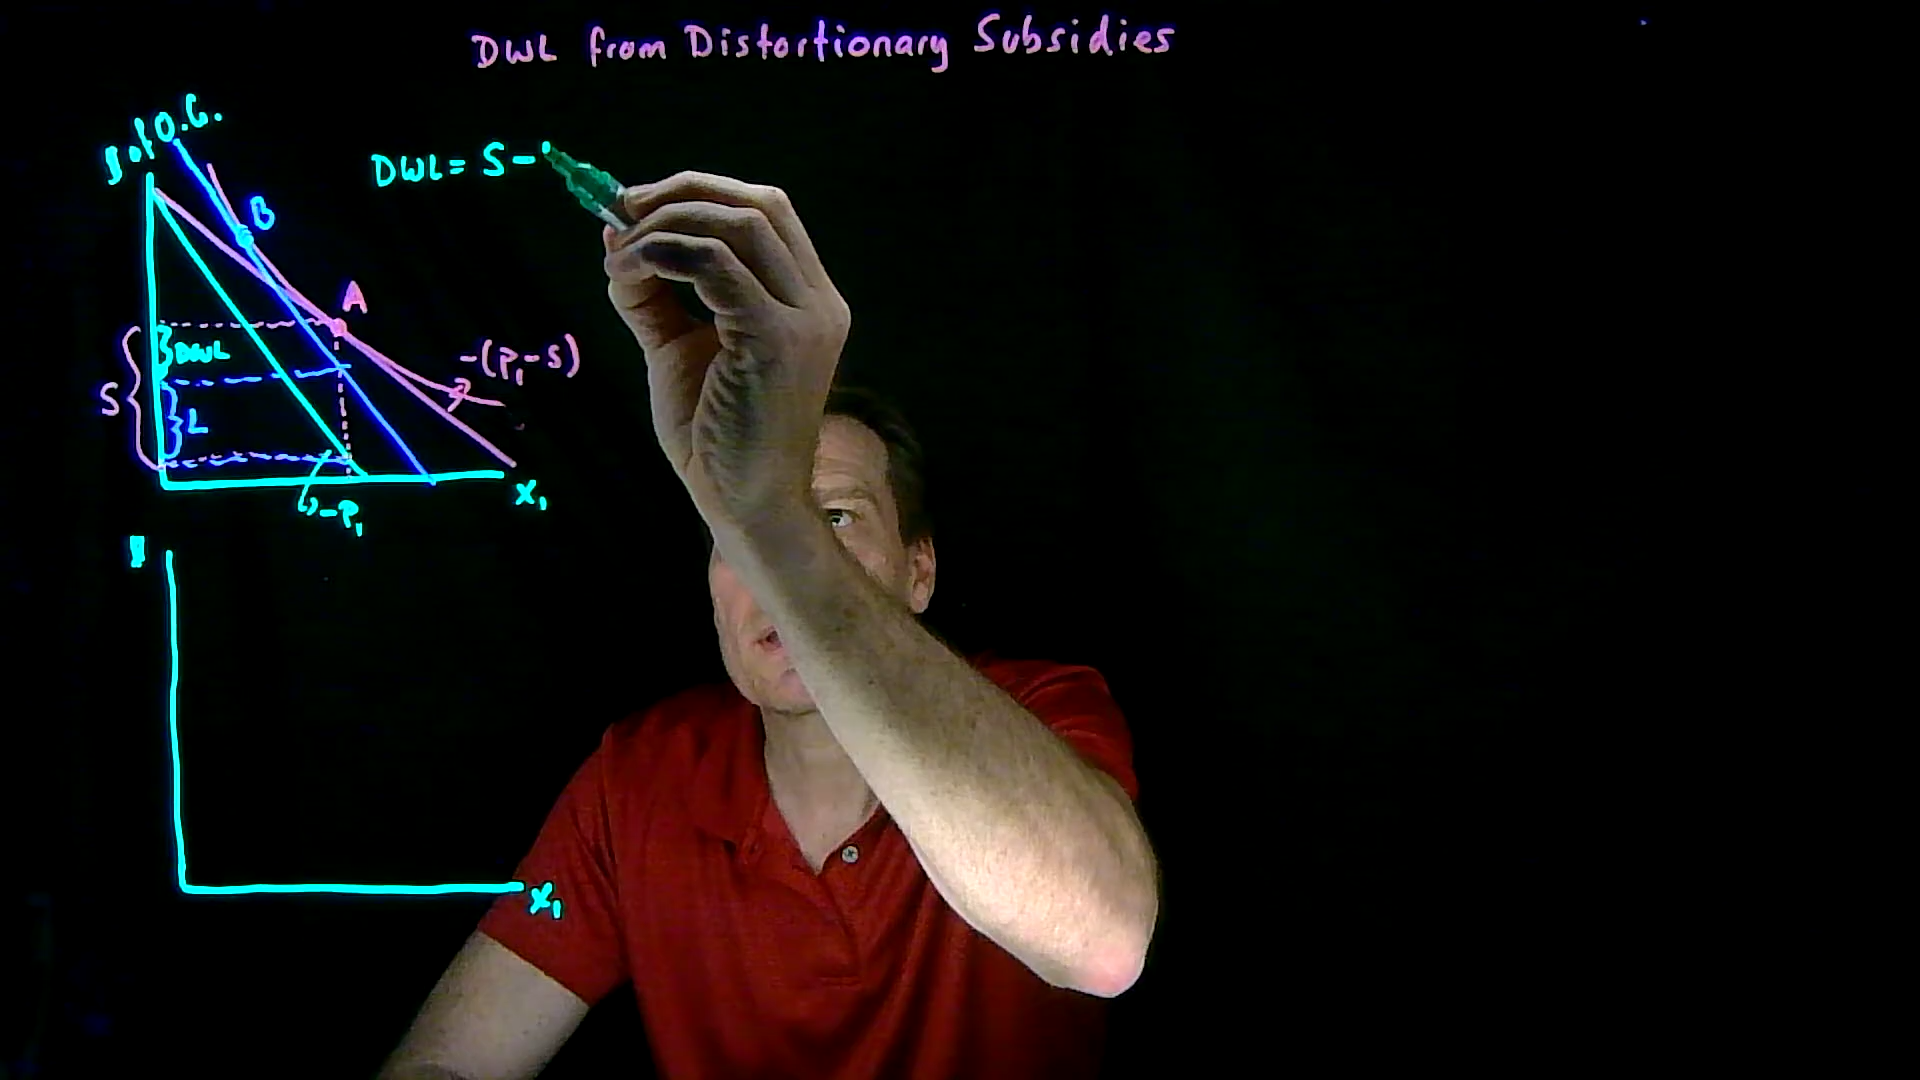 DWL from Distortionary Subsidies
$ of O.G.
DWL = S -
B
A
DWL
-(P₁-s)
S
L
X₁
-P₁
$
X₁